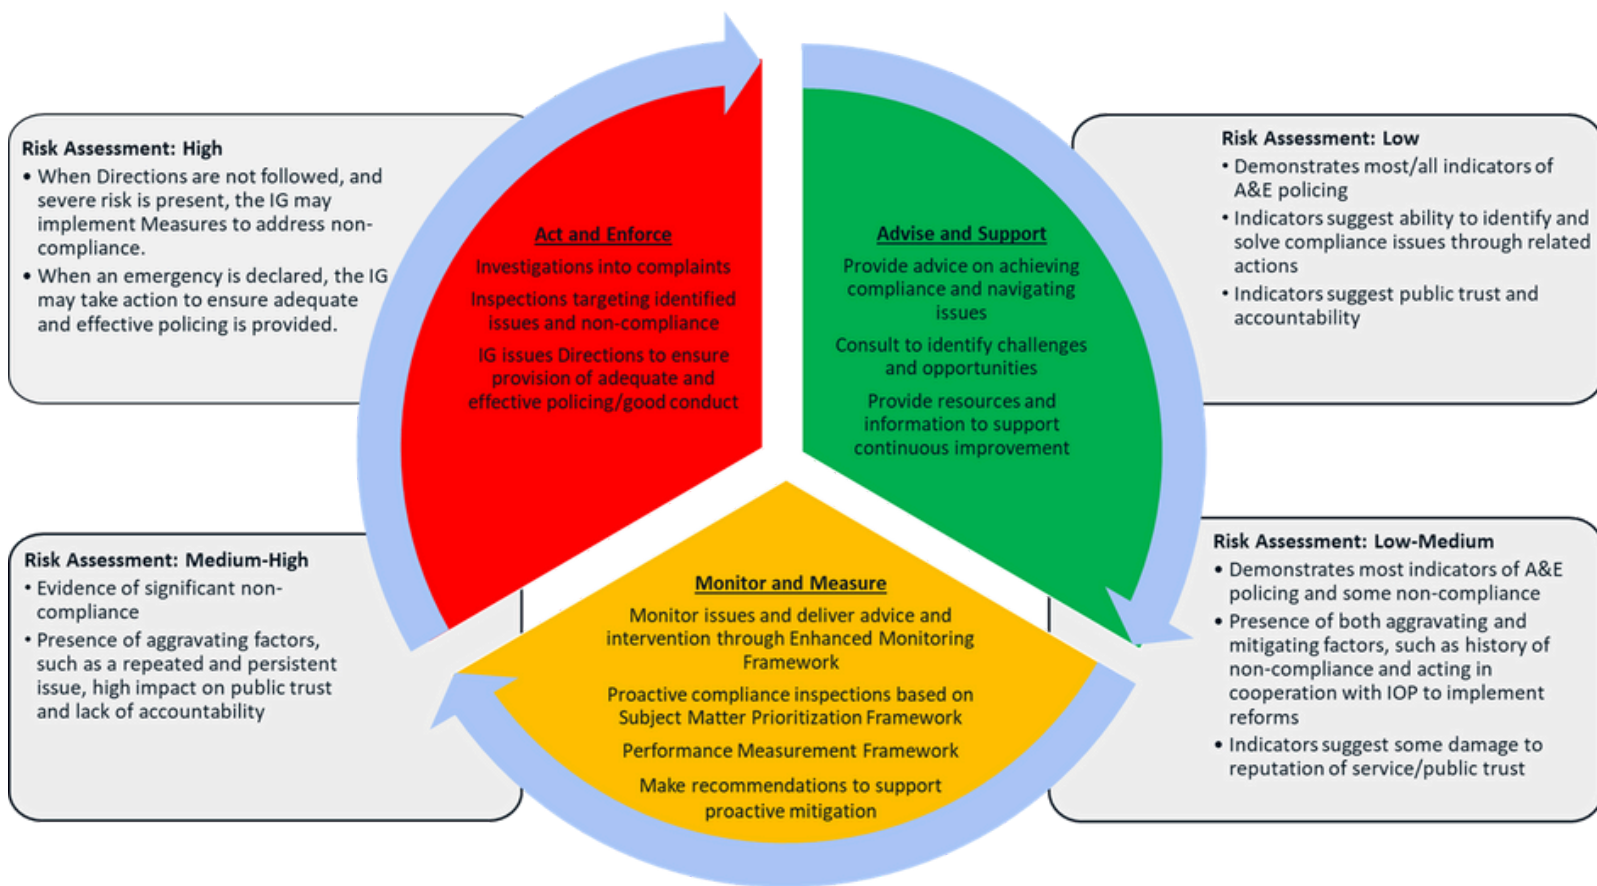 Risk Assessment: High
• When Directions are not followed, and
severe risk is present, the IG may
implement Measures to address non-
compliance.
• When an emergency is declared, the IG
may take action to ensure adequate
and effective policing is provided.
Act and Enforce
Investigations into complaints
Inspections targeting identified
issues and non-compliance
IG issues Directions to ensure
provision of adequate and
effective policing/good conduct
Advise and Support
Provide advice on achieving
compliance and navigating
issues
Consult to identify challenges
and opportunities
Provide resources and
information to support
continuous improvement
Risk Assessment: Low
• Demonstrates most/all indicators of
A&E policing
• Indicators suggest ability to identify and
solve compliance issues through related
actions
• Indicators suggest public trust and
accountability
Risk Assessment: Medium-High
• Evidence of significant non-
compliance
• Presence of aggravating factors,
such as a repeated and persistent
issue, high impact on public trust
and lack of accountability
Monitor and Measure
Monitor issues and deliver advice and
intervention through Enhanced Monitoring
Framework
Proactive compliance inspections based on
Subject Matter Prioritization Framework
Performance Measurement Framework
Make recommendations to support
proactive mitigation
Risk Assessment: Low-Medium
• Demonstrates most indicators of A&E
policing and some non-compliance
• Presence of both aggravating and
mitigating factors, such as history of
non-compliance and acting in
cooperation with IOP to implement
reforms
• Indicators suggest some damage to
reputation of service/public trust